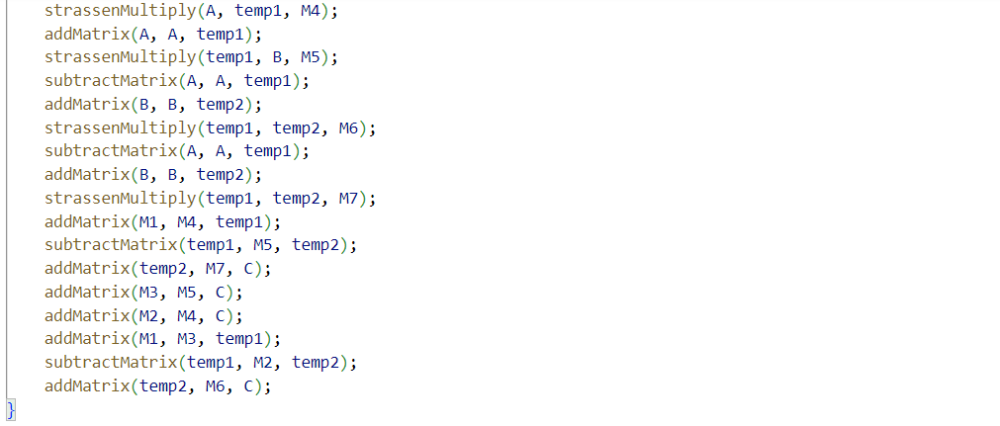 strassenMultiply(A, temp1, M4);
addMatrix(A, A, temp1);
strassenMultiply(temp1, B, M5);
subtractMatrix(A, A, temp1);
addMatrix(B, B, temp2);
strassenMultiply(temp1, temp2, M6);
subtractMatrix(A, A, temp1);
addMatrix(B, B, temp2);
strassenMultiply(temp1, temp2, M7);
addMatrix(M1, M4, temp1);
subtractMatrix(temp1, M5, temp2);
addMatrix(temp2, M7, C);
addMatrix(M3, M5, C);
addMatrix(M2, M4, C);
addMatrix(M1, M3, temp1);
subtractMatrix(temp1, M2, temp2);
addMatrix(temp2, M6, C);
}